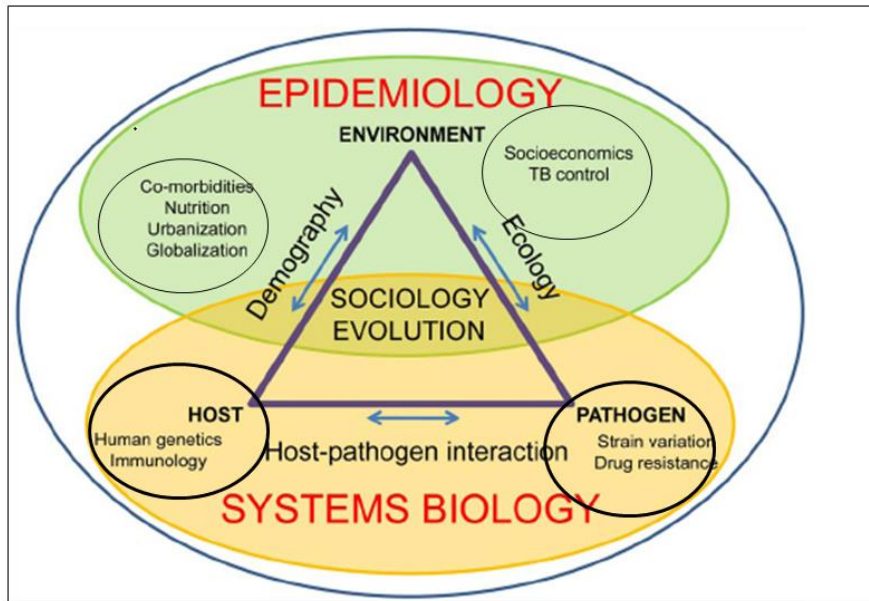 EPIDEMIOLOGY
ENVIRONMENT
Socioeconomics
TB control
Co-morbidities
Nutrition
Urbanization
Globalization
Demography
Ecology
SOCIOLOGY
EVOLUTION
HOST
Human genetics
Immunology
PATHOGEN
Strain variation
Drug resistance
Host-pathogen interaction
SYSTEMS BIOLOGY